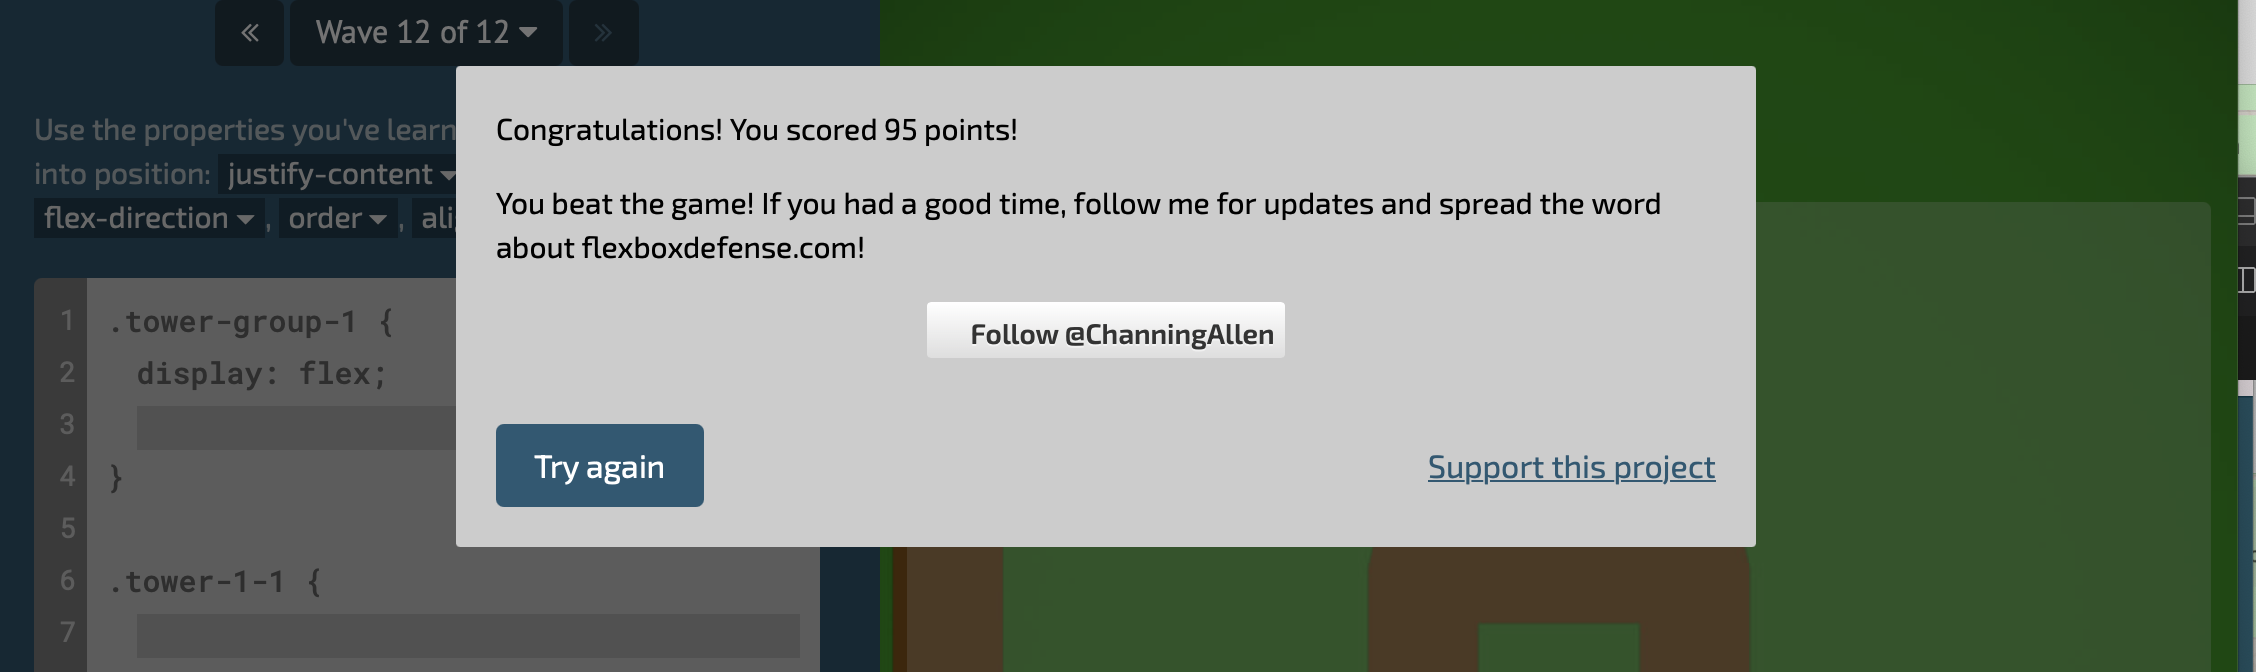 «
Wave 12 of 12
»
Use the properties you've learn
into position: justify-content
flex-direction , order , ali
1 .tower-group-1 {
2 display: flex;
3
4 }
5
6 .tower-1-1 {
7
Congratulations! You scored 95 points!
You beat the game! If you had a good time, follow me for updates and spread the word
about flexboxdefense.com!
Follow @ChanningAllen
Try again
Support this project